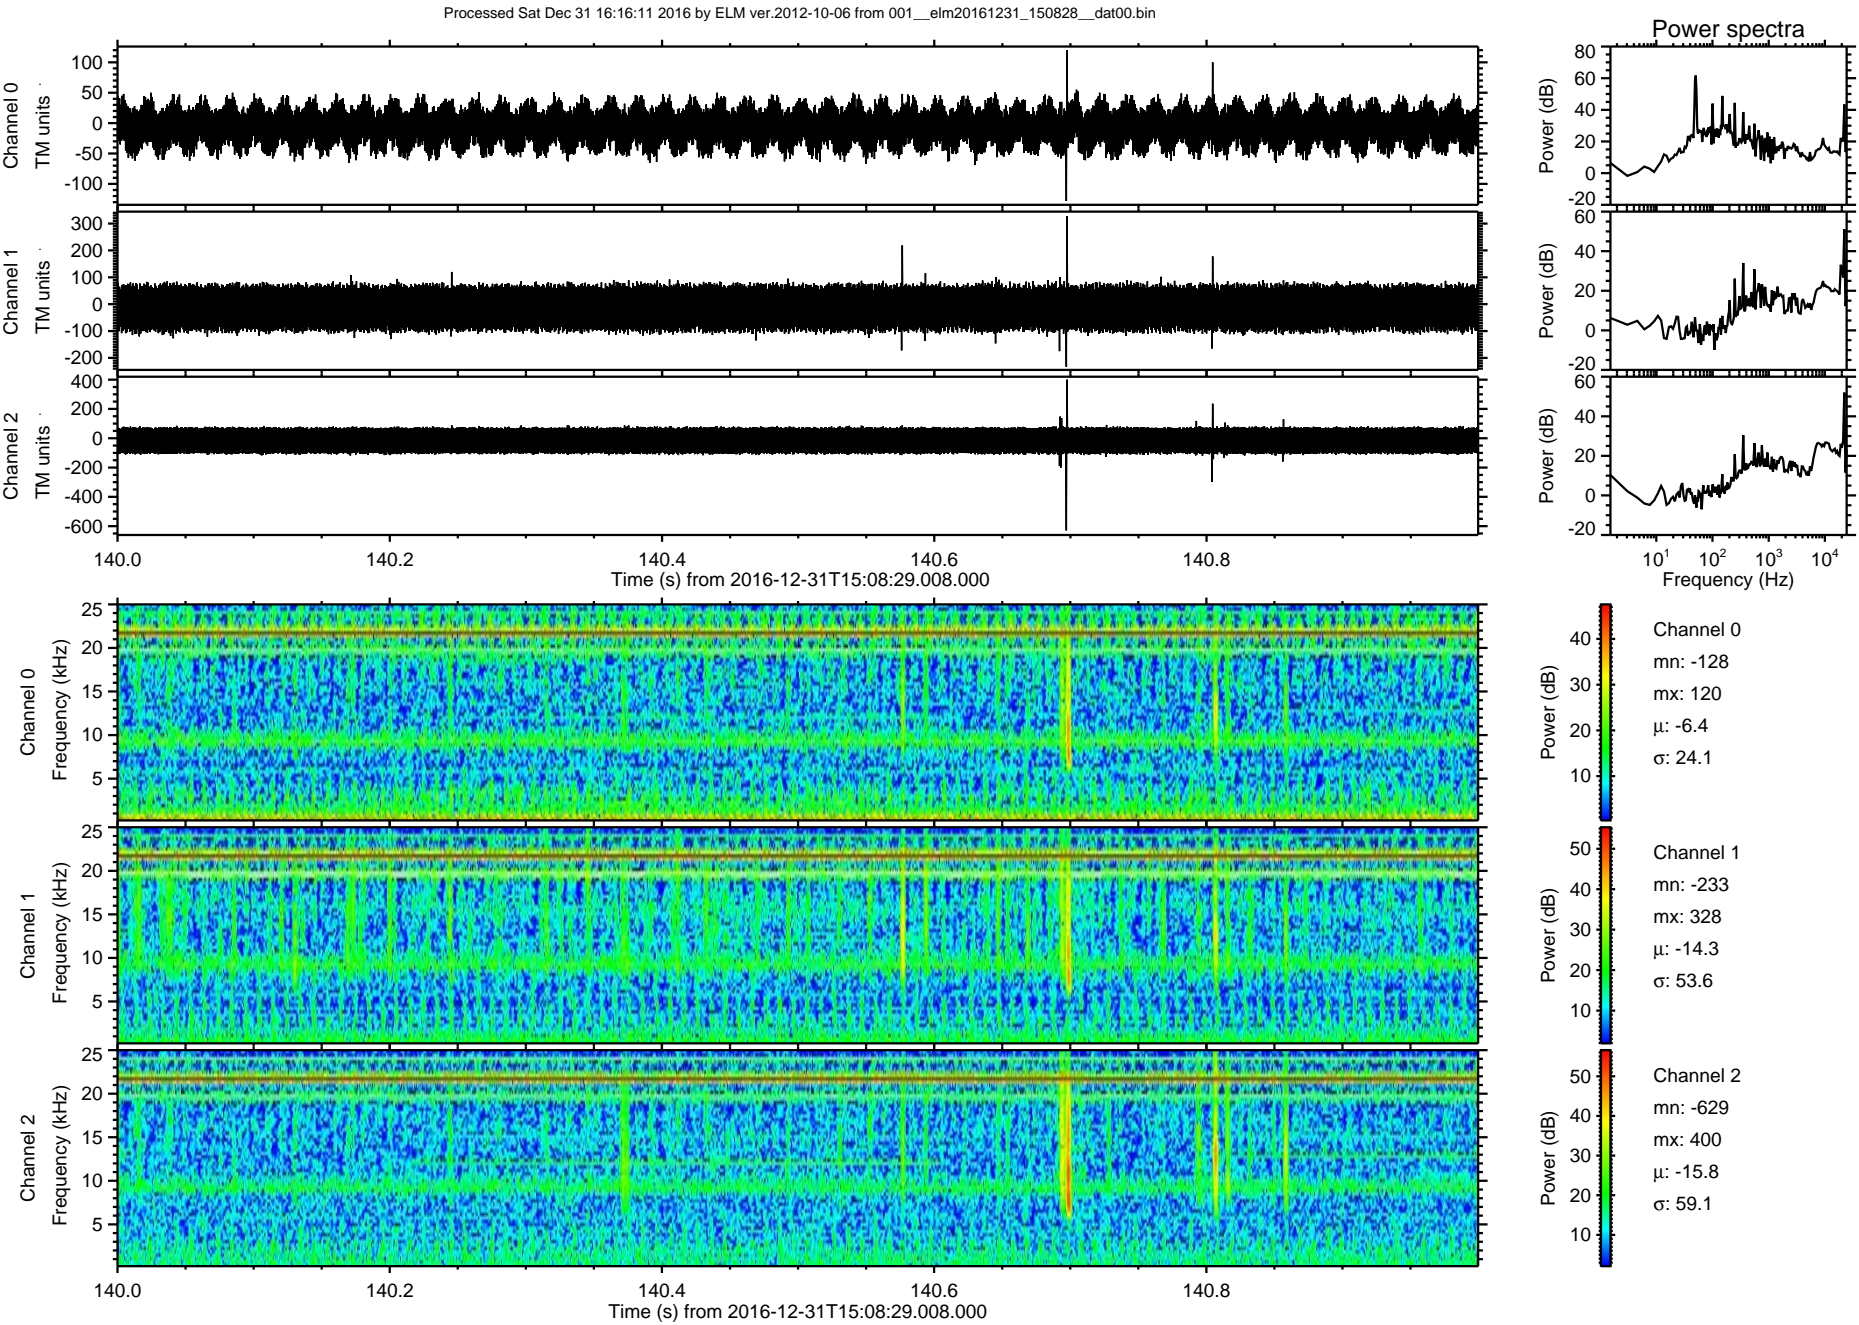 Processed Sat Dec 31 16:16:11 2016 by ELM ver.2012-10-06 from 001__elm20161231_150828__dat00.bin
Power spectra
Channel 0
TM units
100
50
0
-50
-100
Power (dB)
80
60
40
20
0
-20
Channel 1
TM units
300
200
100
0
-100
-200
Power (dB)
60
40
20
0
-20
Channel 2
TM units
400
200
0
-200
-400
-600
Power (dB)
60
40
20
0
-20
140.0 140.2 140.4 140.6 140.8
Time (s) from 2016-12-31T15:08:29.008.000
10^1 10^2 10^3 10^4
Frequency (Hz)
Channel 0
Frequency (kHz)
25
20
15
10
5
Power (dB)
40
30
20
10
Channel 0
mn: -128
mx: 120
μ: -6.4
σ: 24.1
Channel 1
Frequency (kHz)
25
20
15
10
5
Power (dB)
50
40
30
20
10
Channel 1
mn: -233
mx: 328
μ: -14.3
σ: 53.6
Channel 2
Frequency (kHz)
25
20
15
10
5
Power (dB)
50
40
30
20
10
Channel 2
mn: -629
mx: 400
μ: -15.8
σ: 59.1
140.0 140.2 140.4 140.6 140.8
Time (s) from 2016-12-31T15:08:29.008.000